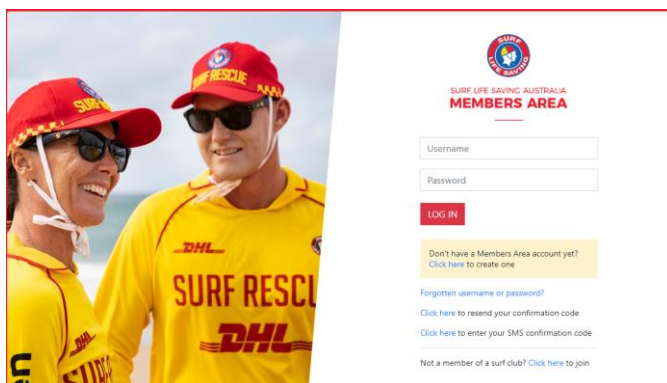 SURF RESCUE
SURF
DHL
SURF RESCU
DHL
SURF
en
SURF
LIFE SAVING
SURF LIFE SAVING AUSTRALIA
MEMBERS AREA
Username
Password
LOG IN
Don't have a Members Area account yet?
Click here to create one
Forgotten username or password?
Click here to resend your confirmation code
Click here to enter your SMS confirmation code
Not a member of a surf club? Click here to join